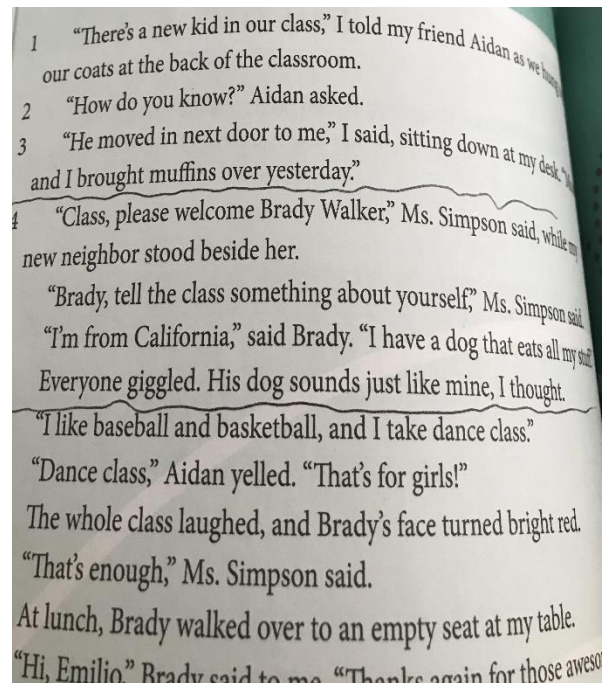 1 “There’s a new kid in our class,” I told my friend Aidan as we hung
our coats at the back of the classroom.
2 “How do you know?” Aidan asked.
3 “He moved in next door to me,” I said, sitting down at my desk.
and I brought muffins over yesterday.”
4 “Class, please welcome Brady Walker,” Ms. Simpson said, while my
new neighbor stood beside her.
“Brady, tell the class something about yourself,” Ms. Simpson said.
“I’m from California,” said Brady. “I have a dog that eats all my stuff.”
Everyone giggled. His dog sounds just like mine, I thought.
“I like baseball and basketball, and I take dance class.”
“Dance class,” Aidan yelled. “That’s for girls!”
The whole class laughed, and Brady’s face turned bright red.
“That’s enough,” Ms. Simpson said.
At lunch, Brady walked over to an empty seat at my table.
“Hi, Emilio,” Brady said to me. “Thanks again for those